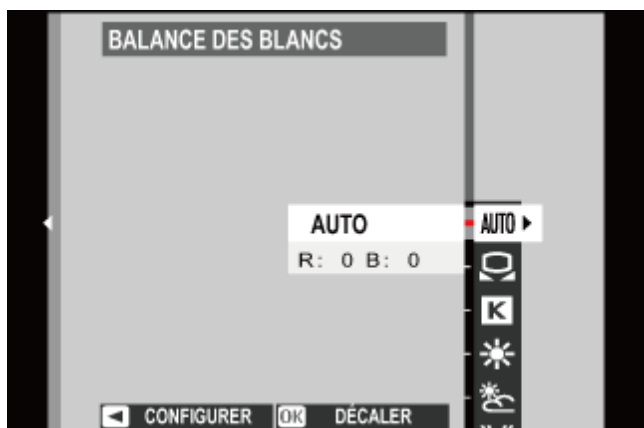 BALANCE DES BLANCS
AUTO AUTO
R: 0 B: 0
K
CONFIGURER OK DÉCALER